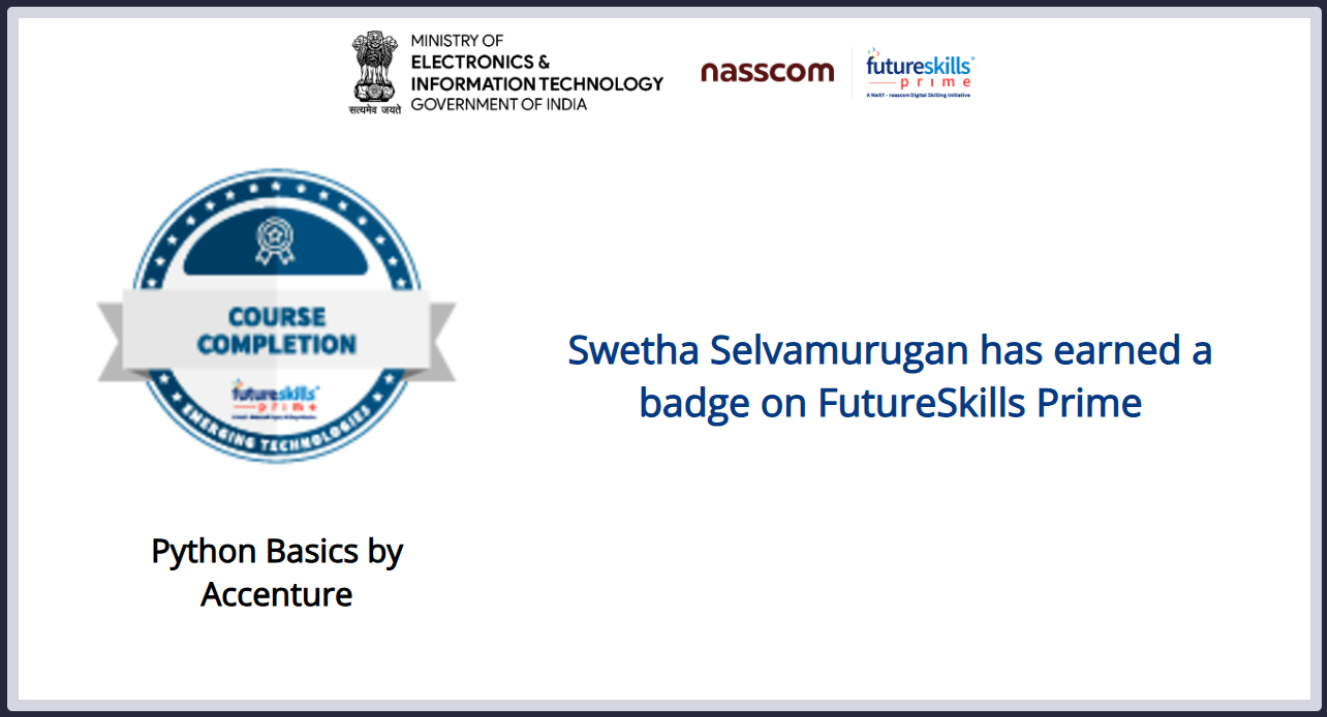 MINISTRY OF
ELECTRONICS &
INFORMATION TECHNOLOGY
GOVERNMENT OF INDIA
सत्यमेव जयते
nasscom
futureskills
prime
A MeitY - nasscom Digital Skilling Initiative
COURSE
COMPLETION
futureskills
prime
EMERGING TECHNOLOGIES
Swetha Selvamurugan has earned a
badge on FutureSkills Prime
Python Basics by
Accenture